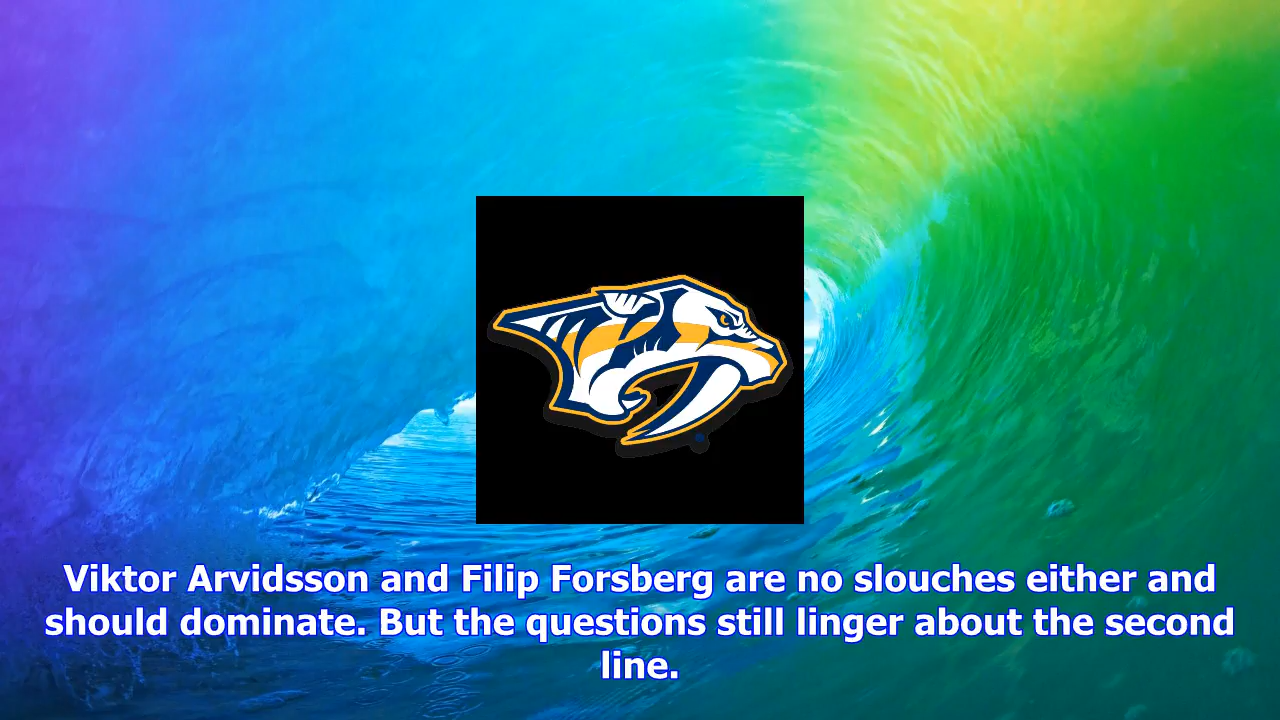 Viktor Arvidsson and Filip Forsberg are no slouches either and
should dominate. But the questions still linger about the second
line.